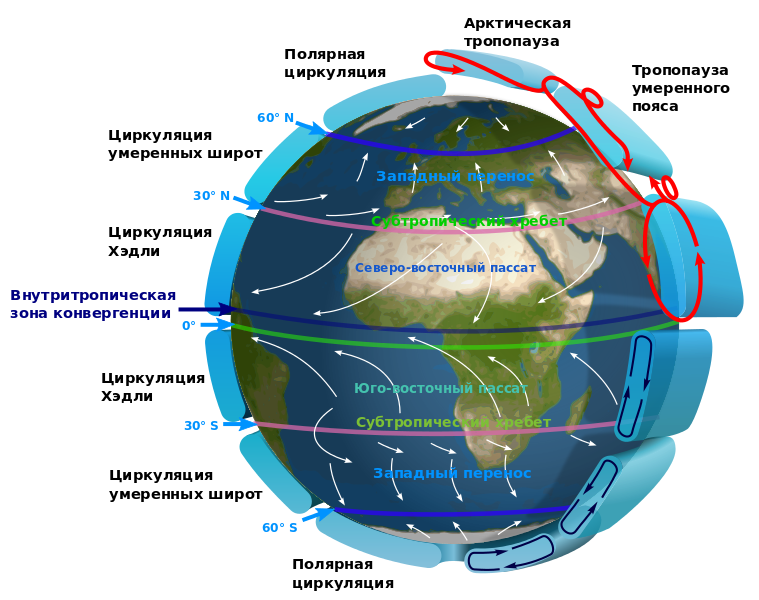 Арктическая
тропопауза
Полярная
циркуляция
Тропопауза
умеренного
пояса
60° N
Циркуляция
умеренных широт
Западный перенос
30° N
Субтропический хребет
Циркуляция
Хэдли
Северо-восточный пассат
Внутритропическая
зона конвергенции
0°
Циркуляция
Хэдли
Юго-восточный пассат
30° S
Субтропический хребет
Циркуляция
умеренных широт
Западный перенос
60° S
Полярная
циркуляция